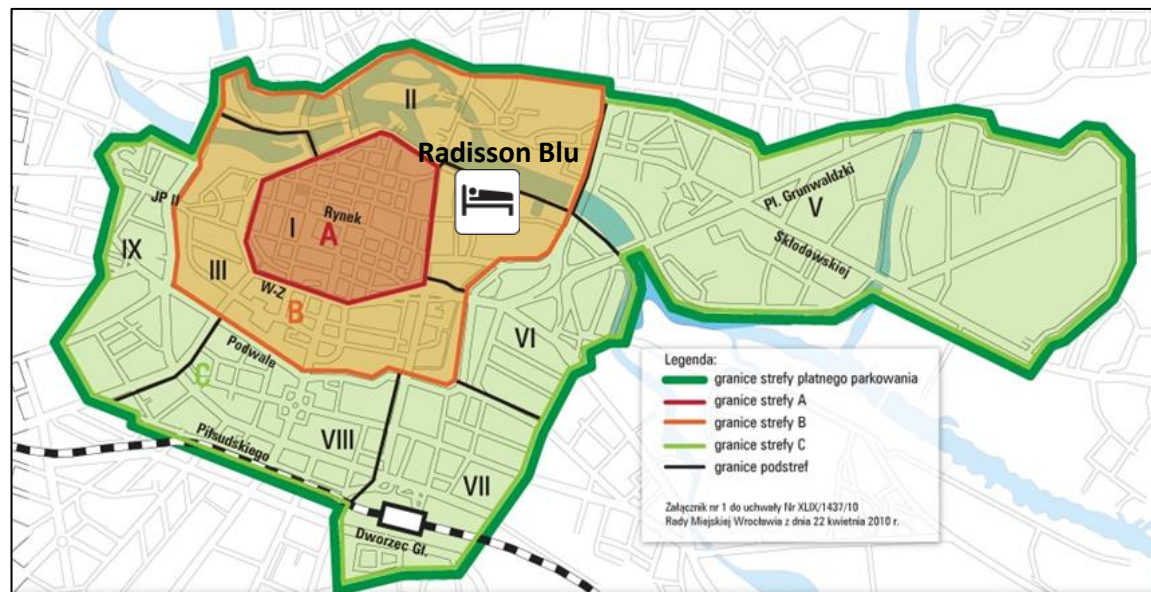 II
Radisson Blu
Pl. Grunwaldzki
V
JP II
Rynek
I
A
IX
III
Skłodowskiej
W-Z
B
VI
Podwale
C
Legenda:
granice strefy płatnego parkowania
granice strefy A
granice strefy B
granice strefy C
granice podstref
VIII
Piłsudskiego
VII
Załącznik nr 1 do uchwały Nr XLIX/1437/10
Rady Miejskiej Wrocławia z dnia 22 kwietnia 2010 r.
Dworzec Gł.